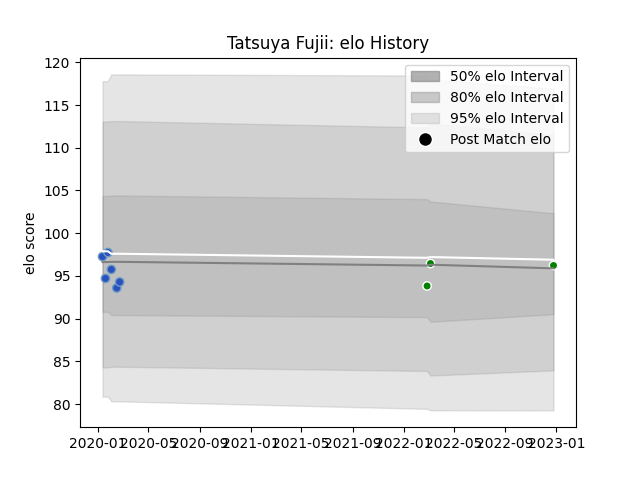 Tatsuya Fujii: elo History
50% elo Interval
80% elo Interval
95% elo Interval
Post Match elo
elo score
120
115
110
105
100
95
90
85
80
2020-01 2020-05 2020-09 2021-01 2021-05 2021-09 2022-01 2022-05 2022-09 2023-01